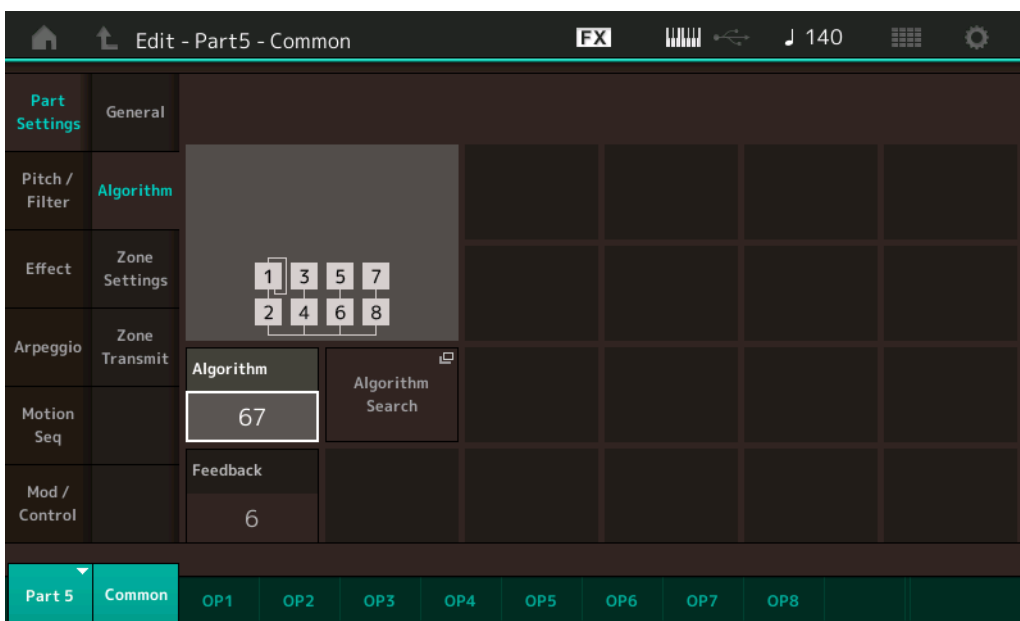 Edit - Part5 - Common
FX
♩ 140
Part
Settings
General
Pitch /
Filter
Algorithm
Effect
Zone
Settings
Arpeggio
Zone
Transmit
Motion
Seq
Mod /
Control
1 3 5 7
2 4 6 8
Algorithm
67
Algorithm
Search
Feedback
6
Part 5
Common
OP1
OP2
OP3
OP4
OP5
OP6
OP7
OP8